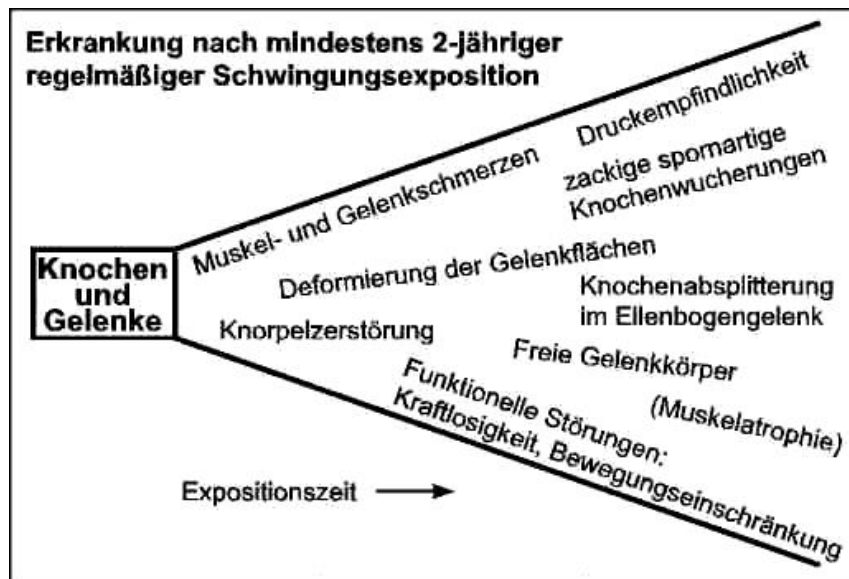 Erkrankung nach mindestens 2-jähriger
regelmäßiger Schwingungsexposition
Druckempfindlichkeit
Muskel- und Gelenkschmerzen
zackige spornartige
Knochenwucherungen
Knochen
und
Gelenke
Deformierung der Gelenkflächen
Knochenabsplitterung
im Ellenbogengelenk
Knorpelzerstörung
Freie Gelenkkörper
(Muskelatrophie)
Funktionelle Störungen:
Kraftlosigkeit, Bewegungseinschränkung
Expositionszeit